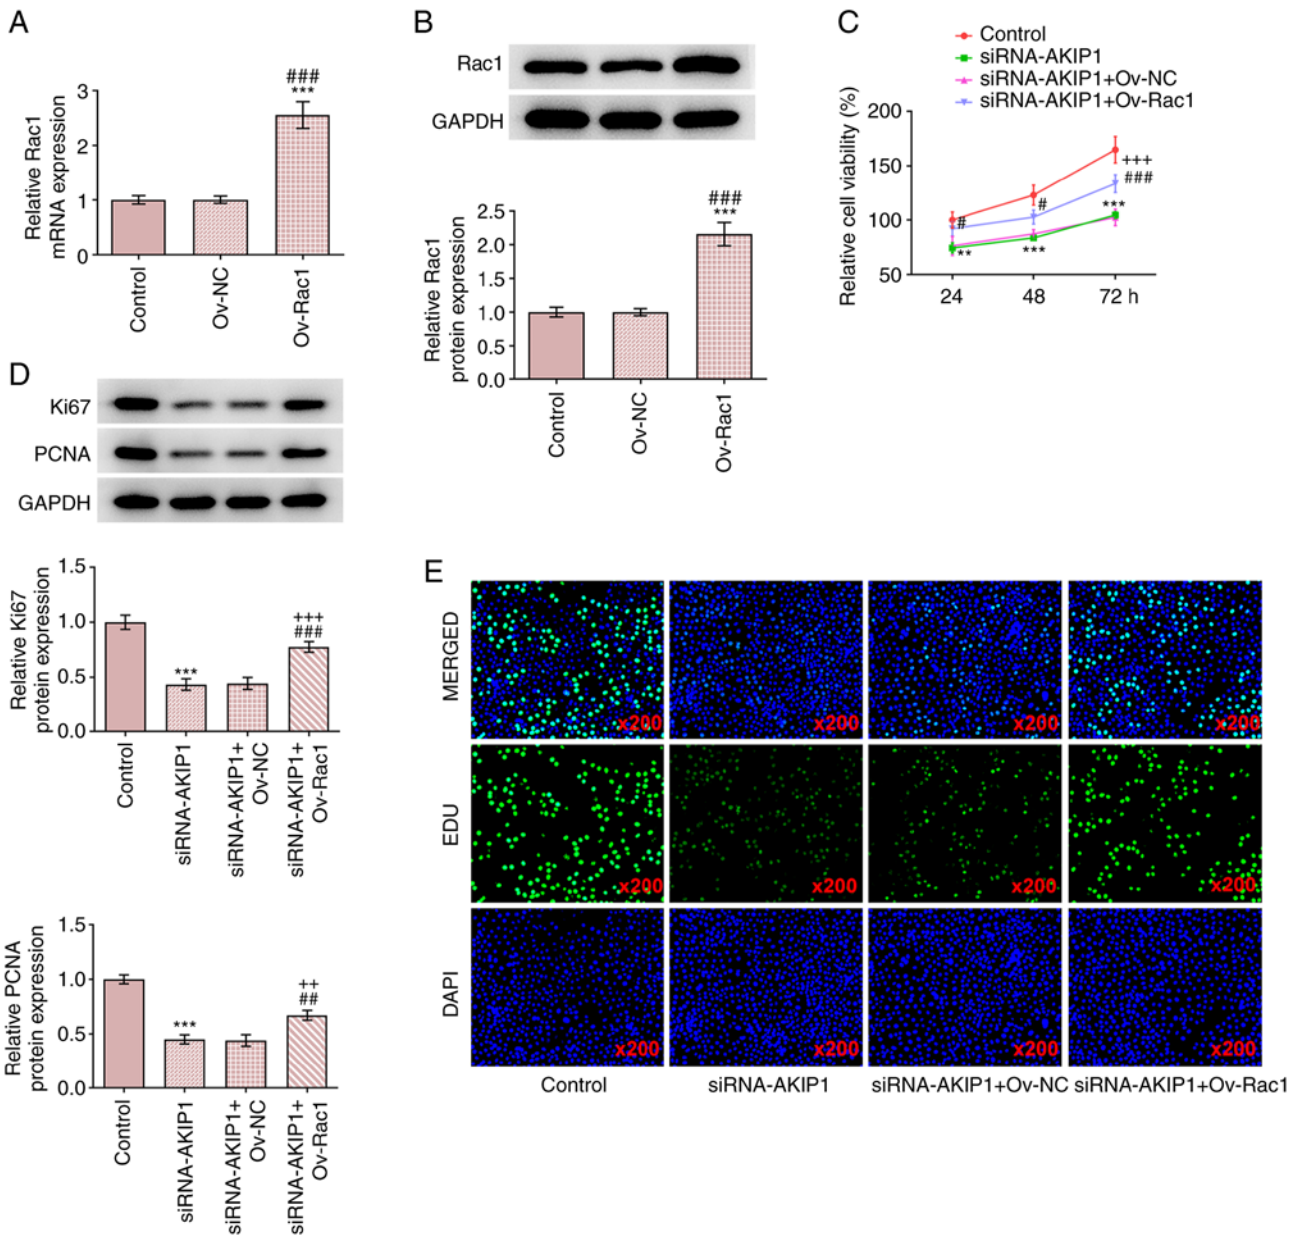 A
Relative Rac1
mRNA expression
3
2
1
0
###
***
Control
Ov-NC
Ov-Rac1
B
Rac1
GAPDH
Relative Rac1
protein expression
2.5
2.0
1.0
0.5
0.0
###
***
Control
Ov-NC
Ov-Rac1
C
Control
siRNA-AKIP1
siRNA-AKIP1+Ov-NC
siRNA-AKIP1+Ov-Rac1
Relative cell viability (%)
200
150
100
50
#
**
#
***
+++
###
***
24
48
72 h
D
Ki67
PCNA
GAPDH
Relative Ki67
protein expression
1.5
1.0
0.5
0.0
***
+++
###
Control
siRNA-AKIP1
siRNA-AKIP1+
Ov-NC
siRNA-AKIP1+
Ov-Rac1
Relative PCNA
protein expression
1.5
1.0
0.5
0.0
***
++
##
Control
siRNA-AKIP1
siRNA-AKIP1+
Ov-NC
siRNA-AKIP1+
Ov-Rac1
E
MERGED
x200
x200
x200
x200
EDU
x200
x200
x200
x200
DAPI
x200
x200
x200
x200
Control
siRNA-AKIP1
siRNA-AKIP1+Ov-NC
siRNA-AKIP1+Ov-Rac1